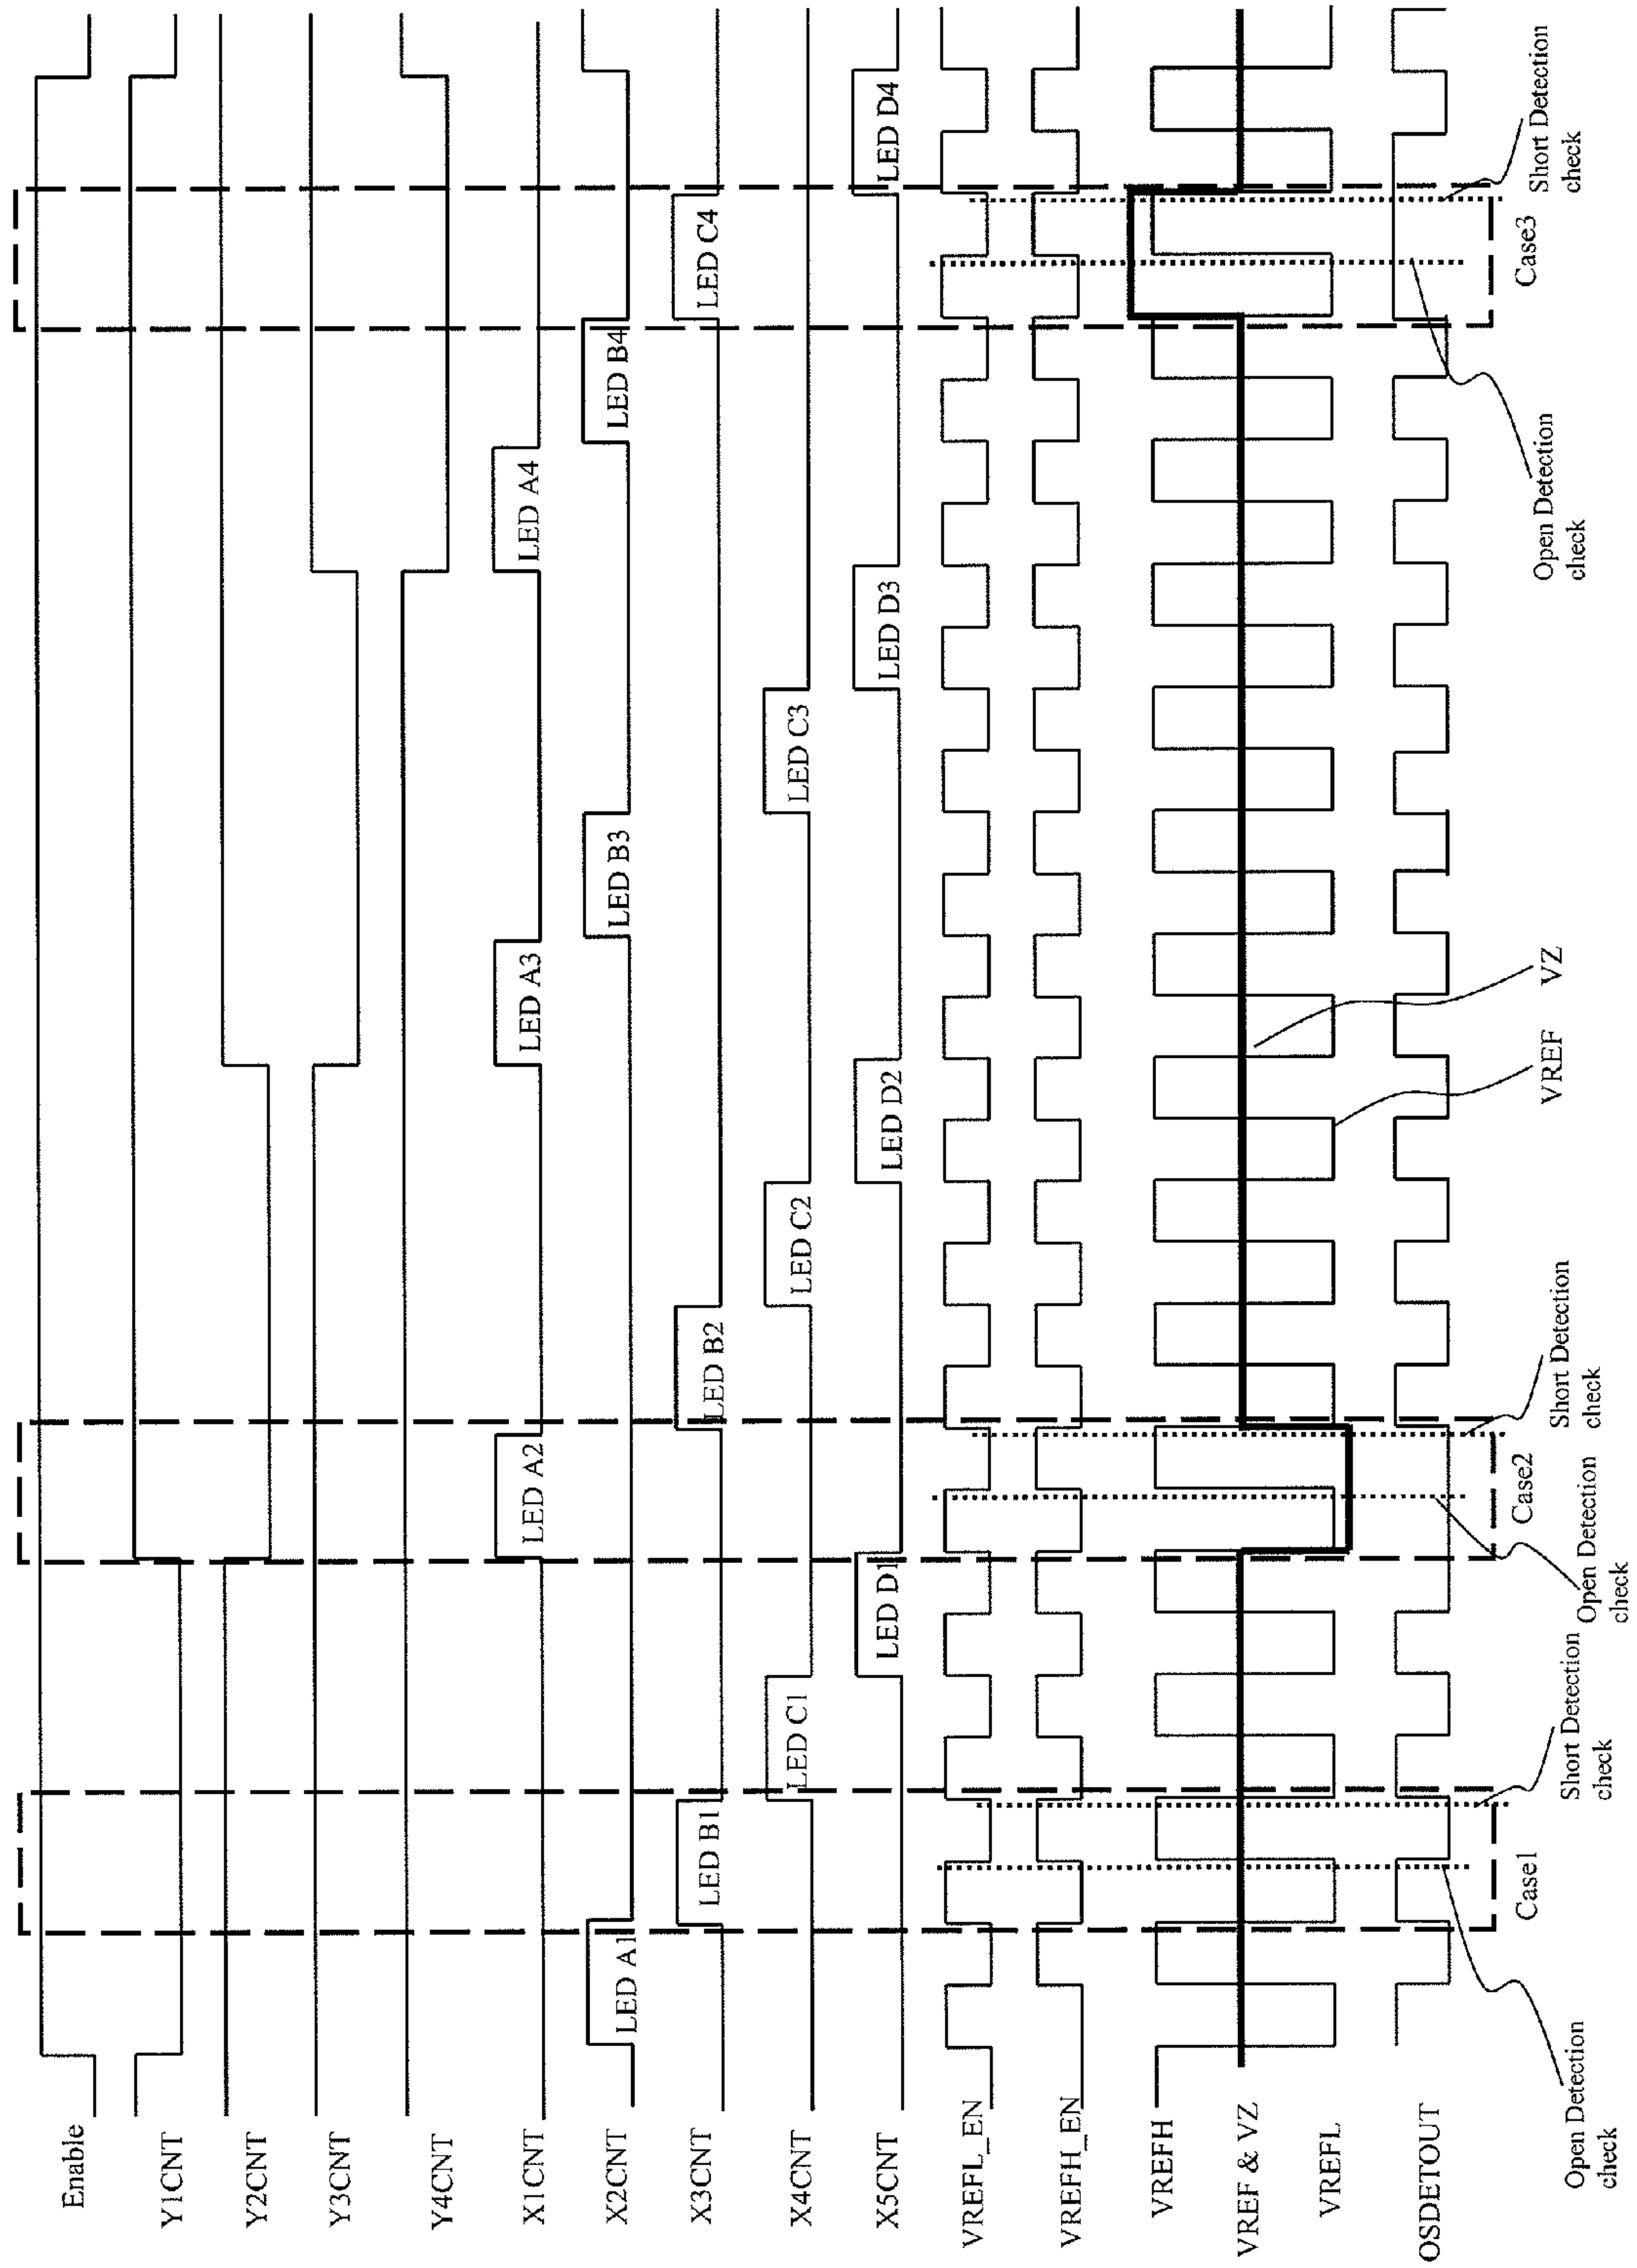 Enable
Y1CNT
Y2CNT
Y3CNT
Y4CNT
X1CNT
X2CNT
X3CNT
X4CNT
X5CNT
VREFL_EN
VREFH_EN
VREFH
VREF & VZ
VREFL
OSDETOUT
LED A2
LED A3
LED A4
LED A1
LED B3
LED B4
LED B1
LED B2
LED C4
LED C1
LED C2
LED C3
LED D1
LED D2
LED D3
LED D4
Open Detection
check
Case1
Short Detection
check
Open Detection
check
Case2
Short Detection
check
VREF
VZ
Open Detection
check
Case3
Short Detection
check